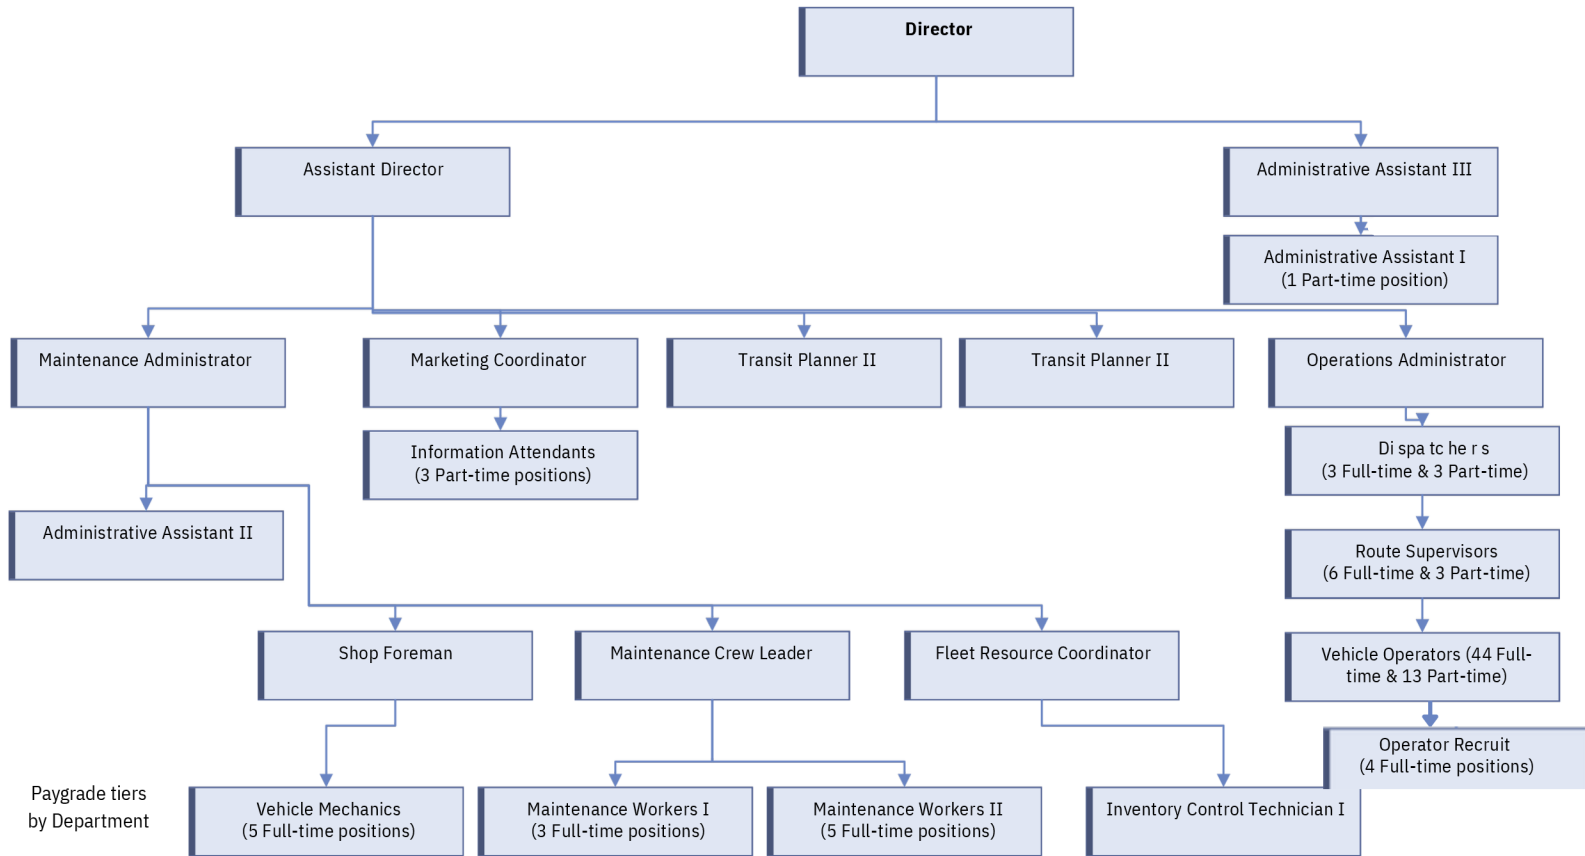 Director
Assistant Director
Administrative Assistant III
Administrative Assistant I
(1 Part-time position)
Maintenance Administrator
Marketing Coordinator
Transit Planner II
Transit Planner II
Operations Administrator
Information Attendants
(3 Part-time positions)
Di spa tc he r s
(3 Full-time & 3 Part-time)
Administrative Assistant II
Route Supervisors
(6 Full-time & 3 Part-time)
Shop Foreman
Maintenance Crew Leader
Fleet Resource Coordinator
Vehicle Operators (44 Full-
time & 13 Part-time)
Operator Recruit
(4 Full-time positions)
Paygrade tiers
by Department
Vehicle Mechanics
(5 Full-time positions)
Maintenance Workers I
(3 Full-time positions)
Maintenance Workers II
(5 Full-time positions)
Inventory Control Technician I